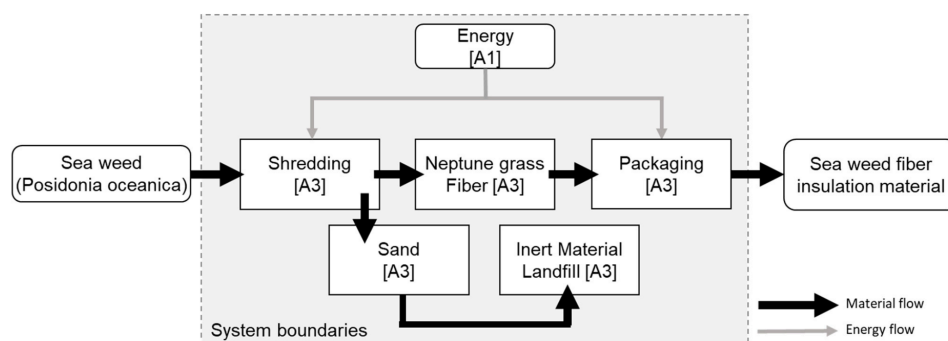 Energy
[A1]
Sea weed
(Posidonia oceanica)
Shredding
[A3]
Neptune grass
Fiber [A3]
Packaging
[A3]
Sea weed fiber
insulation material
Sand
[A3]
Inert Material
Landfill [A3]
System boundaries
Material flow
Energy flow